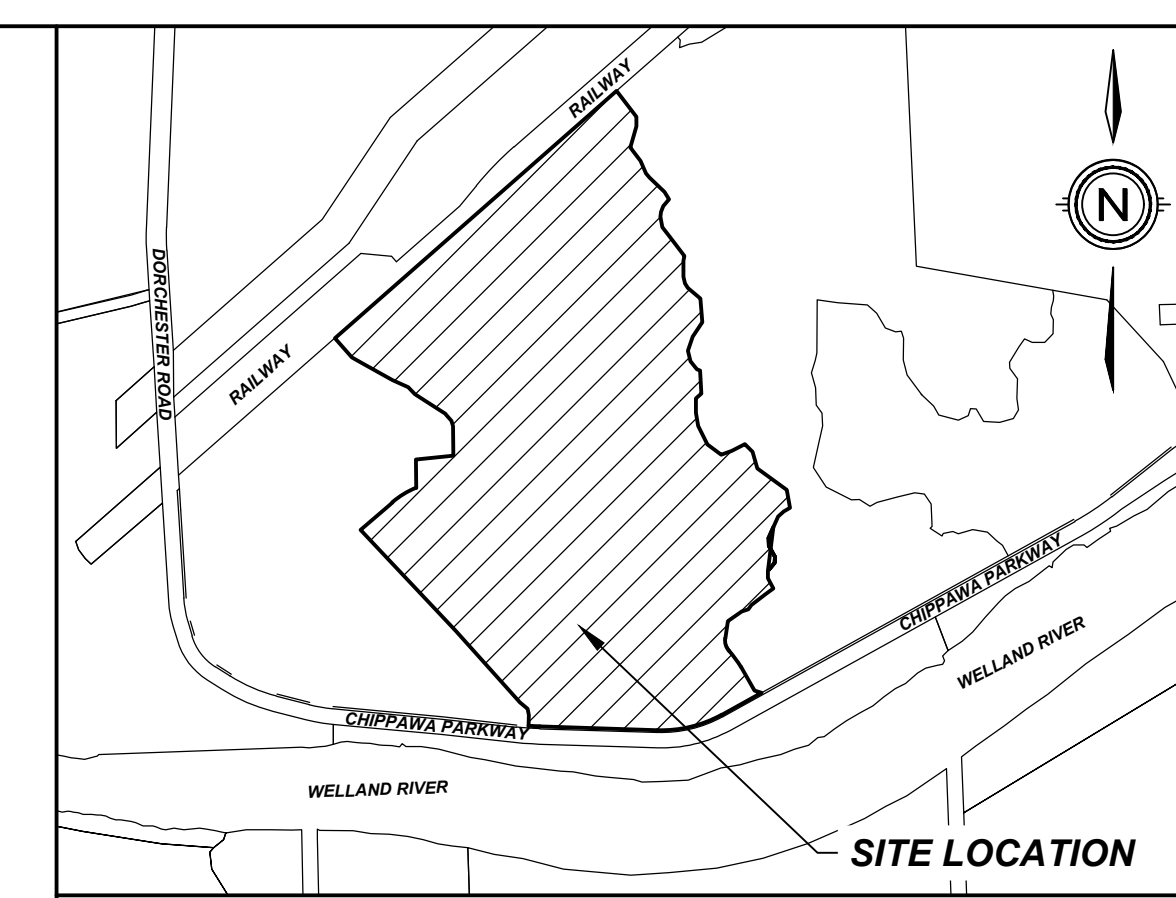 RAILWAY
N
DORCHESTER ROAD
RAILWAY
CHIPPAWA PARKWAY
WELLAND RIVER
CHIPPAWA PARKWAY
WELLAND RIVER
SITE LOCATION